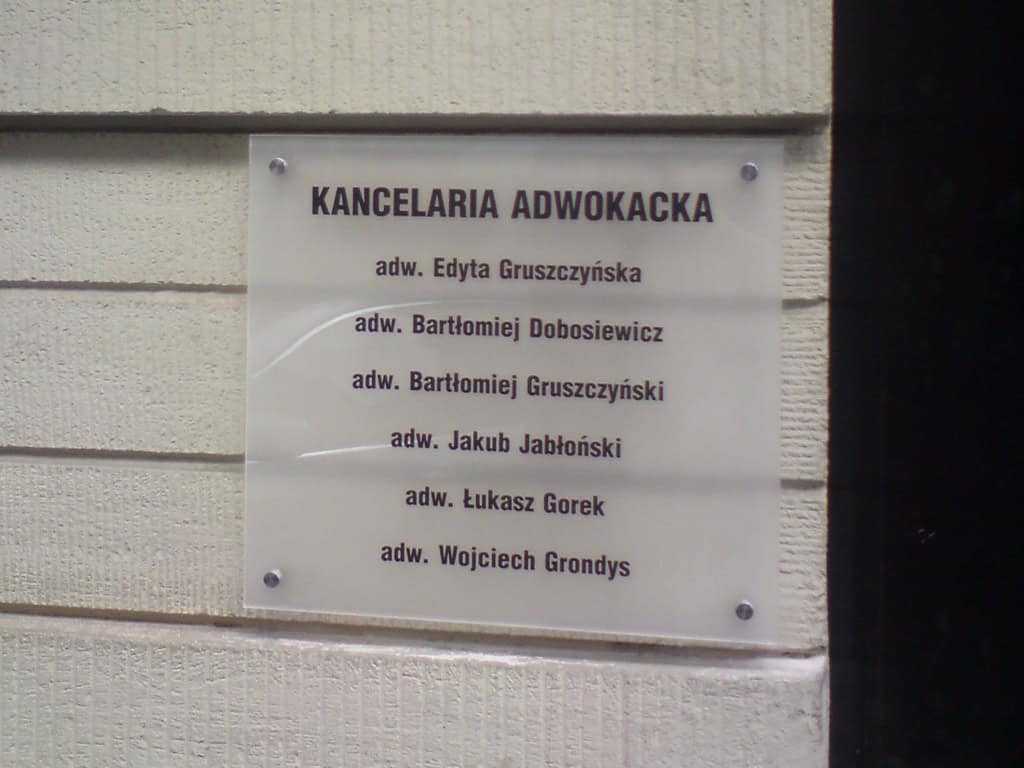 KANCELARIA ADWOKACKA
adw. Edyta Gruszczyńska
adw. Bartłomiej Dobosiewicz
adw. Bartłomiej Gruszczyński
adw. Jakub Jabłoński
adw. Łukasz Gorek
adw. Wojciech Grondys